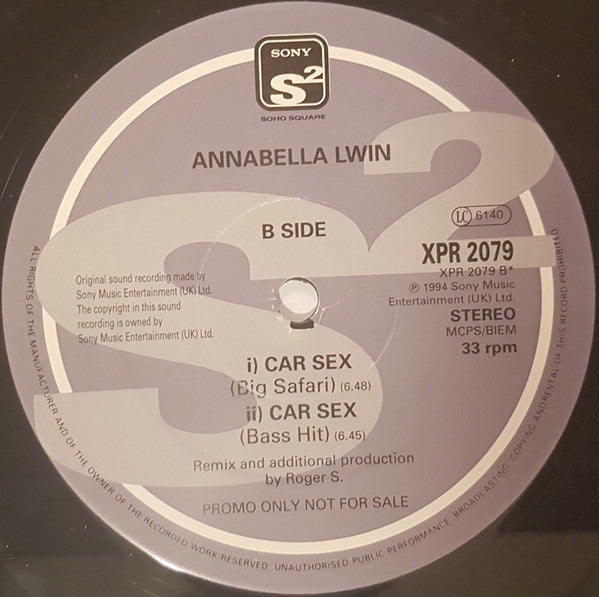 SONY
S2
SOHO SQUARE
ANNABELLA LWIN
B SIDE
LC 6140
XPR 2079
XPR 2079 B*
℗ 1994 Sony Music
Entertainment (UK) Ltd.
STEREO
MCPS/BIEM
33 rpm
Original sound recording made by
Sony Music Entertainment (UK) Ltd.
The copyright in this sound
recording is owned by
Sony Music Entertainment (UK) Ltd.
i) CAR SEX
(Big Safari) (6.48)
ii) CAR SEX
(Bass Hit) (6.45)
Remix and additional production
by Roger S.
PROMO ONLY NOT FOR SALE
ALL RIGHTS OF THE MANUFACTURER AND OF THE OWNER OF THE RECORDED WORK RESERVED. UNAUTHORISED PUBLIC PERFORMANCE, BROADCASTING, COPYING AND RENTAL OF THIS RECORD PROHIBITED
S2